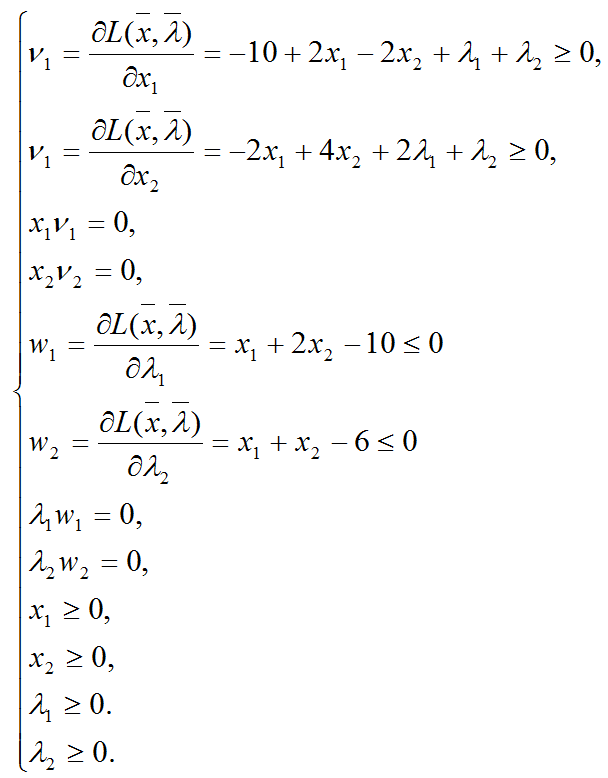 ν₁ = ∂L(x̄, λ̄)/∂x₁ = −10 + 2x₁ − 2x₂ + λ₁ + λ₂ ≥ 0,
ν₁ = ∂L(x̄, λ̄)/∂x₂ = −2x₁ + 4x₂ + 2λ₁ + λ₂ ≥ 0,
x₁ν₁ = 0,
x₂ν₂ = 0,
w₁ = ∂L(x̄, λ̄)/∂λ₁ = x₁ + 2x₂ − 10 ≤ 0
w₂ = ∂L(x̄, λ̄)/∂λ₂ = x₁ + x₂ − 6 ≤ 0
λ₁w₁ = 0,
λ₂w₂ = 0,
x₁ ≥ 0,
x₂ ≥ 0,
λ₁ ≥ 0.
λ₂ ≥ 0.